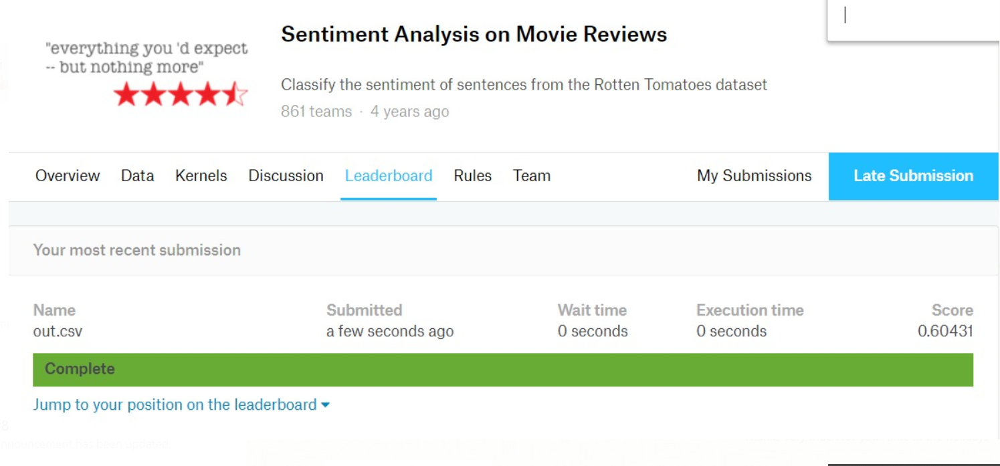 Sentiment Analysis on Movie Reviews
"everything you 'd expect
-- but nothing more"
Classify the sentiment of sentences from the Rotten Tomatoes dataset
861 teams · 4 years ago
Overview Data Kernels Discussion Leaderboard Rules Team My Submissions Late Submission
Your most recent submission
Name Submitted Wait time Execution time Score
out.csv a few seconds ago 0 seconds 0 seconds 0.60431
Complete
Jump to your position on the leaderboard